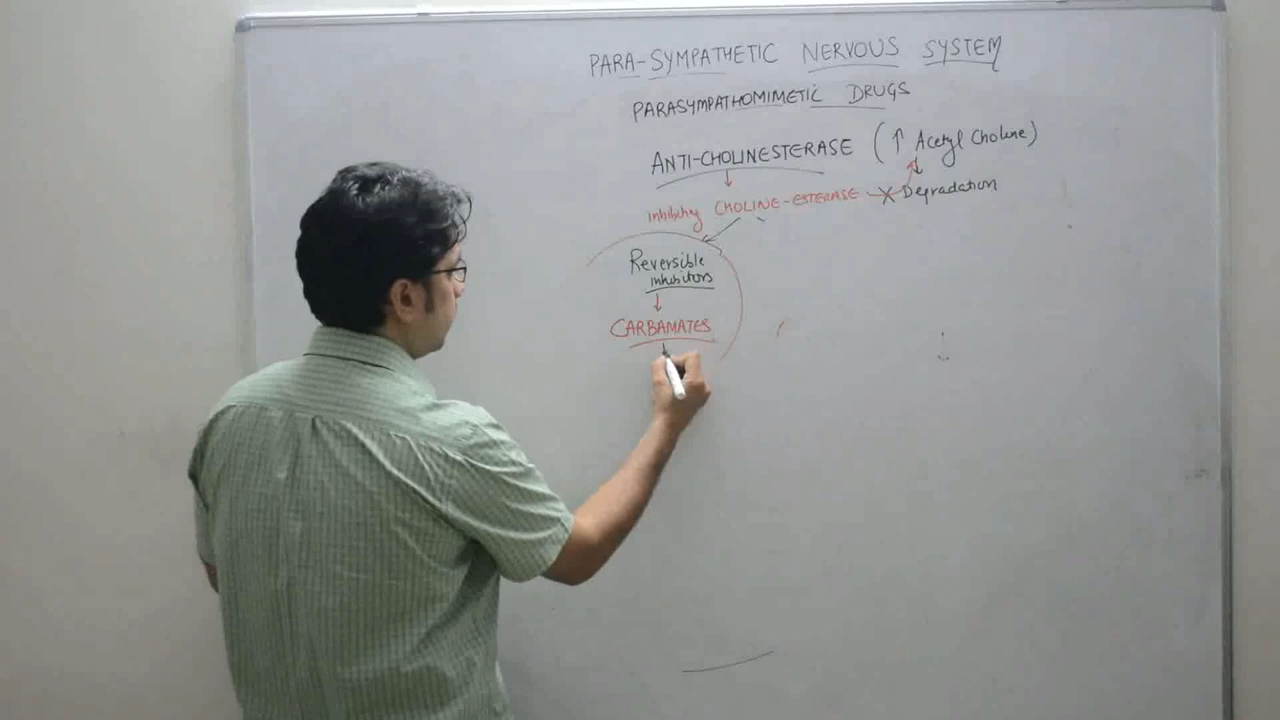 PARA-SYMPATHETIC NERVOUS SYSTEM
PARASYMPATHOMIMETIC DRUGS
ANTI-CHOLINESTERASE (↑ Acetyl Choline)
Inhibiting CHOLINE-ESTERASE Degradation
Reversible
inhibitors
CARBAMATES